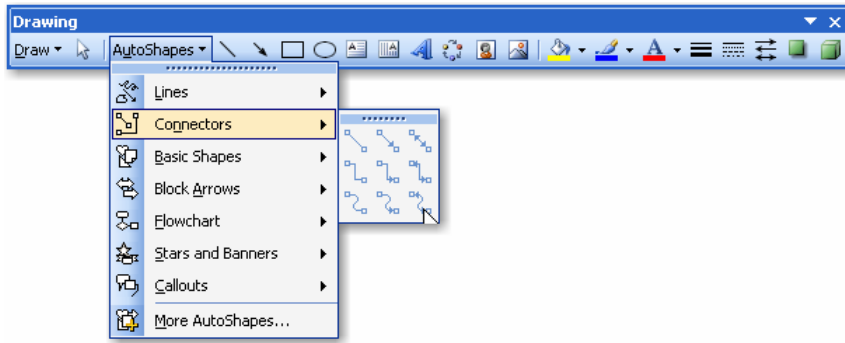 Drawing
Draw AutoShapes A
Lines
Connectors
Basic Shapes
Block Arrows
Flowchart
Stars and Banners
Callouts
More AutoShapes...